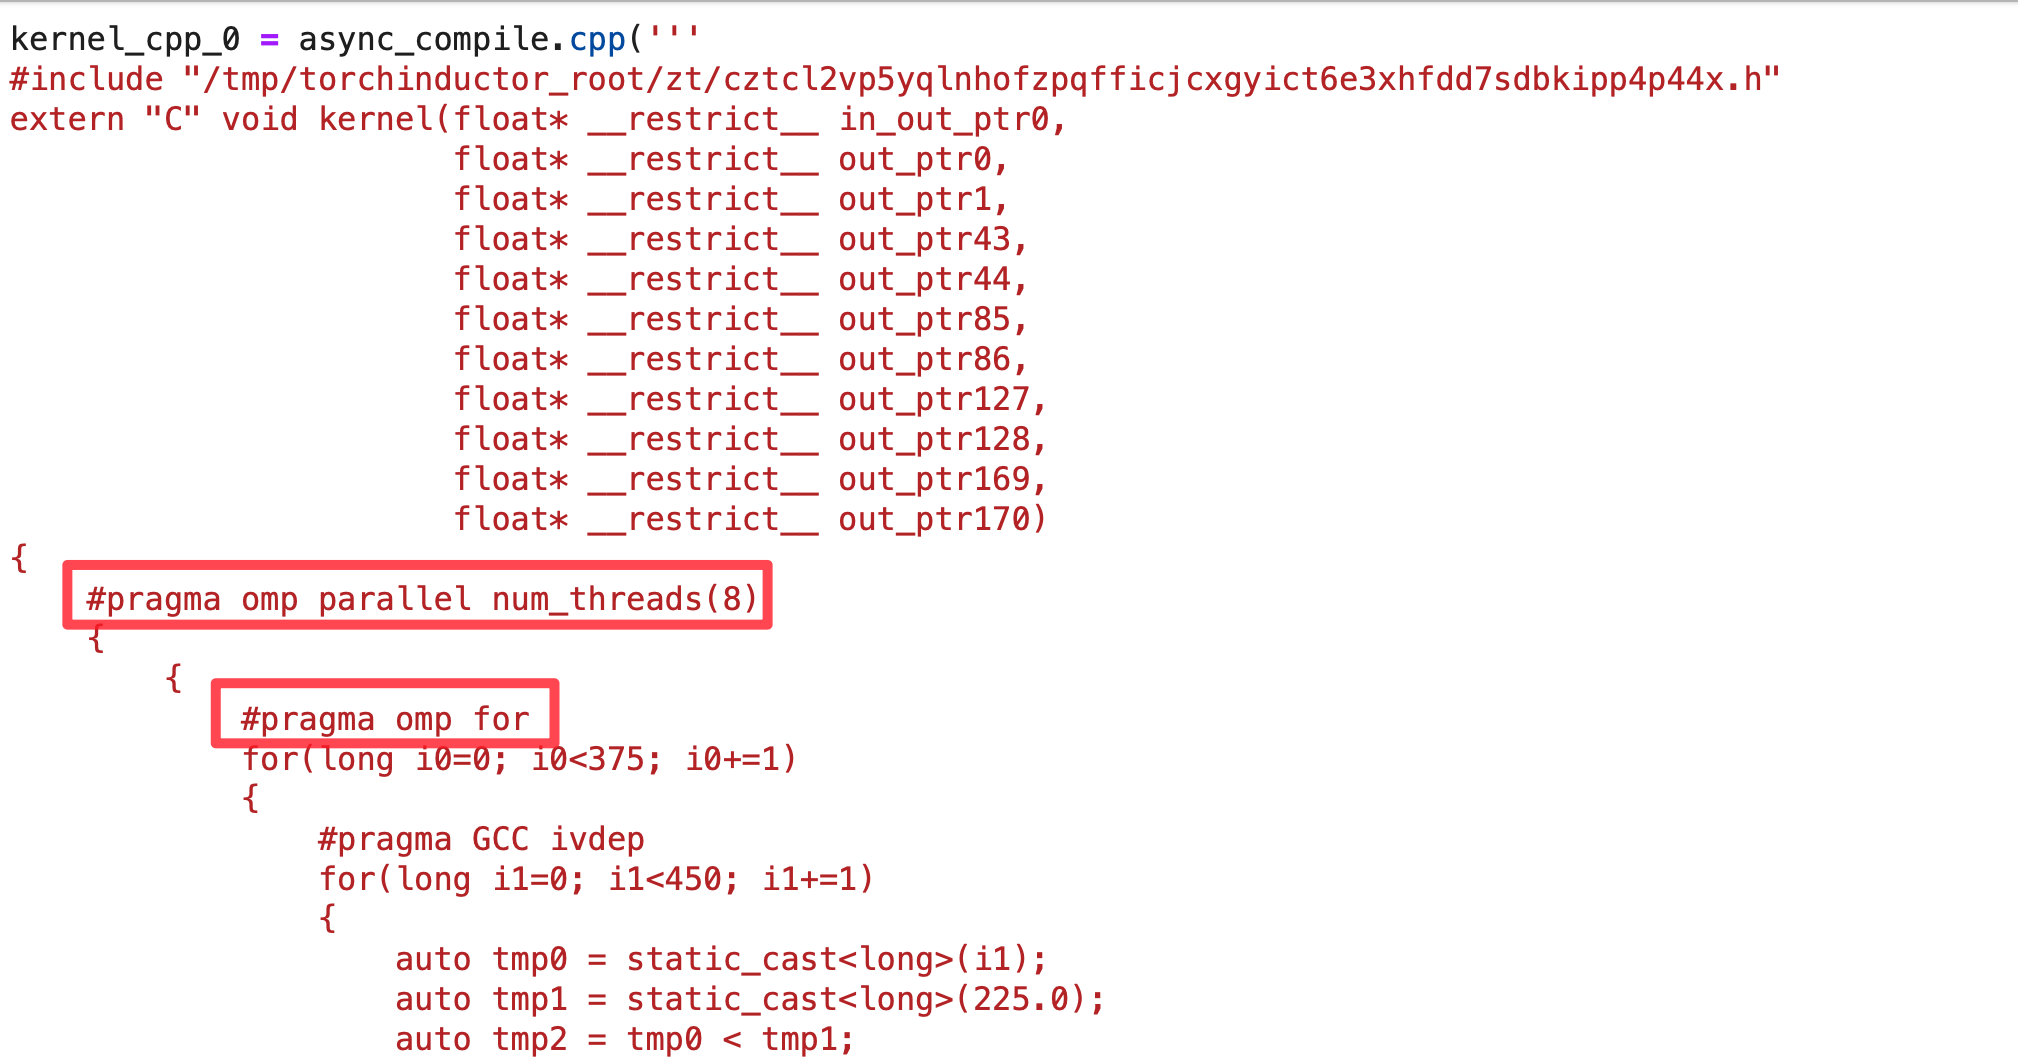 kernel_cpp_0 = async_compile.cpp('''
#include "/tmp/torchinductor_root/zt/cztcl2vp5yqlnhofzpqfficjcxgyict6e3xhfdd7sdbkipp4p44x.h"
extern "C" void kernel(float* __restrict__ in_out_ptr0,
                       float* __restrict__ out_ptr0,
                       float* __restrict__ out_ptr1,
                       float* __restrict__ out_ptr43,
                       float* __restrict__ out_ptr44,
                       float* __restrict__ out_ptr85,
                       float* __restrict__ out_ptr86,
                       float* __restrict__ out_ptr127,
                       float* __restrict__ out_ptr128,
                       float* __restrict__ out_ptr169,
                       float* __restrict__ out_ptr170)
{
    #pragma omp parallel num_threads(8)
    {
        {
            #pragma omp for
            for(long i0=0; i0<375; i0+=1)
            {
                #pragma GCC ivdep
                for(long i1=0; i1<450; i1+=1)
                {
                    auto tmp0 = static_cast<long>(i1);
                    auto tmp1 = static_cast<long>(225.0);
                    auto tmp2 = tmp0 < tmp1;